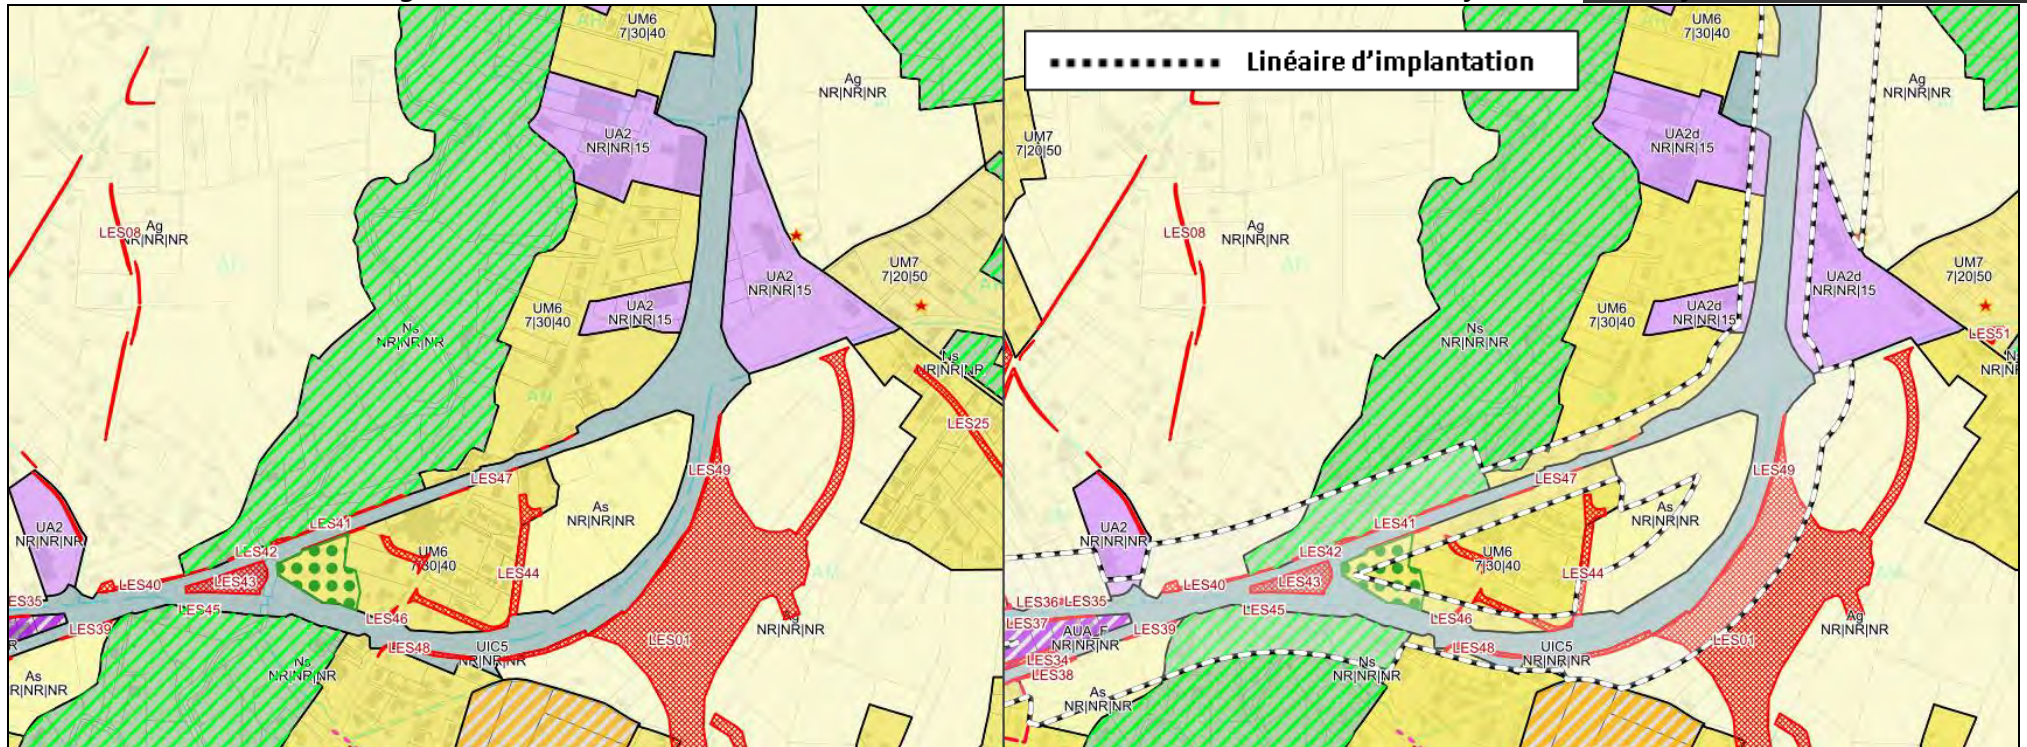 UM6
7|30|40
Ag
NR|NR|NR
UA2
NR|NR|15
LES08
Ag
NR|NR|NR
UM7
7|20|50
UA2
NR|NR|15
UM6
7|30|40
UA2
NR|NR|15
Ns
NR|NR|NR
Ns
NR|NR|NR
LES25
LES47
LES49
As
NR|NR|NR
UA2
NR|NR|NR
LES41
LES42
UM6
7|30|40
LES40
LES43
LES44
ES35
LES45
LES46
LES39
LES01
Ag
NR|NR|NR
LES48
UIC5
NR|NR|NR
Ns
NR|NR|NR
As
R|NR|NR
Linéaire d'implantation
UM6
7|30|40
Ag
NR|NR|NR
UM7
7|20|50
UA2d
NR|NR|15
LES08
Ag
NR|NR|NR
UM7
7|20|50
UA2d
NR|NR|15
UM6
7|30|40
UA2d
NR|NR|15
Ns
NR|NR|NR
LES51
LES47
LES49
As
NR|NR|NR
UA2
NR|NR|NR
LES41
LES42
UM6
7|30|40
LES40
LES43
LES44
LES36
LES35
LES45
LES46
LES37
LES39
AUA_F
NR|NR|NR
LES01
Ag
NR|NR|NR
LES48
UIC5
NR|NR|NR
LES34
LES38
Ns
NR|NR|NR
As
NR|NR|NR